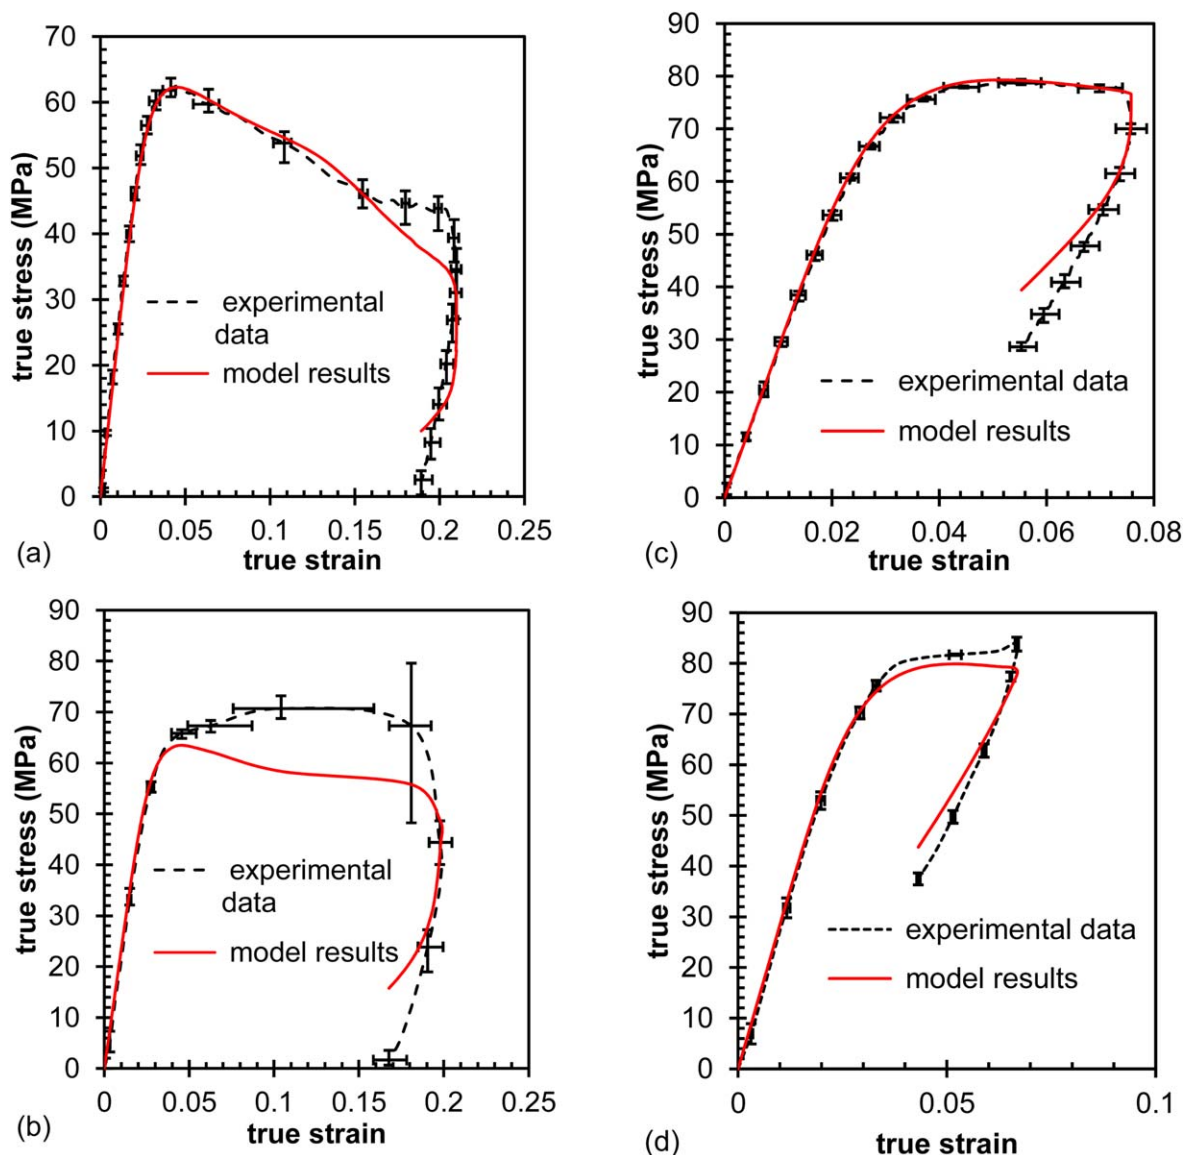 70
60
50
40
30
20
10
0
true stress (MPa)
experimental
data
model results
0
0.05
0.1
0.15
0.2
0.25
true strain
(a)
90
80
70
60
50
40
30
20
10
0
true stress (MPa)
experimental data
model results
0
0.02
0.04
0.06
0.08
true strain
(c)
90
80
70
60
50
40
30
20
10
0
true stress (MPa)
experimental
data
model results
0
0.05
0.1
0.15
0.2
0.25
true strain
(b)
90
80
70
60
50
40
30
20
10
0
true stress (MPa)
experimental data
model results
0
0.05
0.1
true strain
(d)